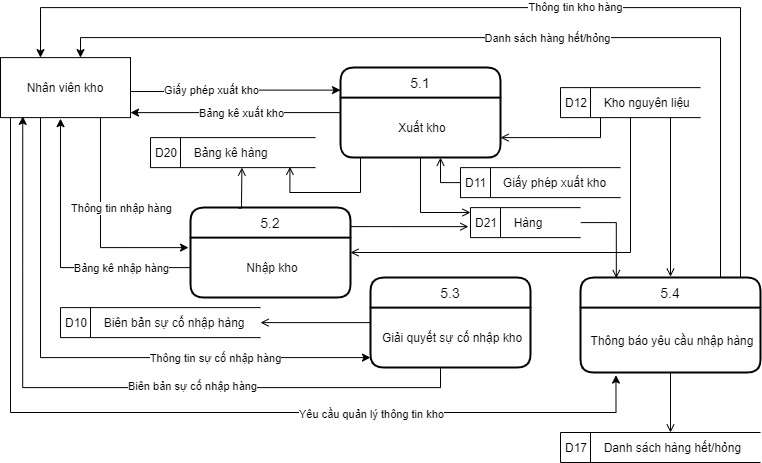 Thông tin kho hàng
Danh sách hàng hết/hỏng
Nhân viên kho
Giấy phép xuất kho
Bảng kê xuất kho
5.1
Xuất kho
D12 Kho nguyên liệu
D20 Bảng kê hàng
D11 Giấy phép xuất kho
Thông tin nhập hàng
5.2
Nhập kho
D21 Hàng
Bảng kê nhập hàng
5.3
Giải quyết sự cố nhập kho
5.4
Thông báo yêu cầu nhập hàng
D10 Biên bản sự cố nhập hàng
Thông tin sự cố nhập hàng
Biên bản sự cố nhập hàng
Yêu cầu quản lý thông tin kho
D17 Danh sách hàng hết/hỏng